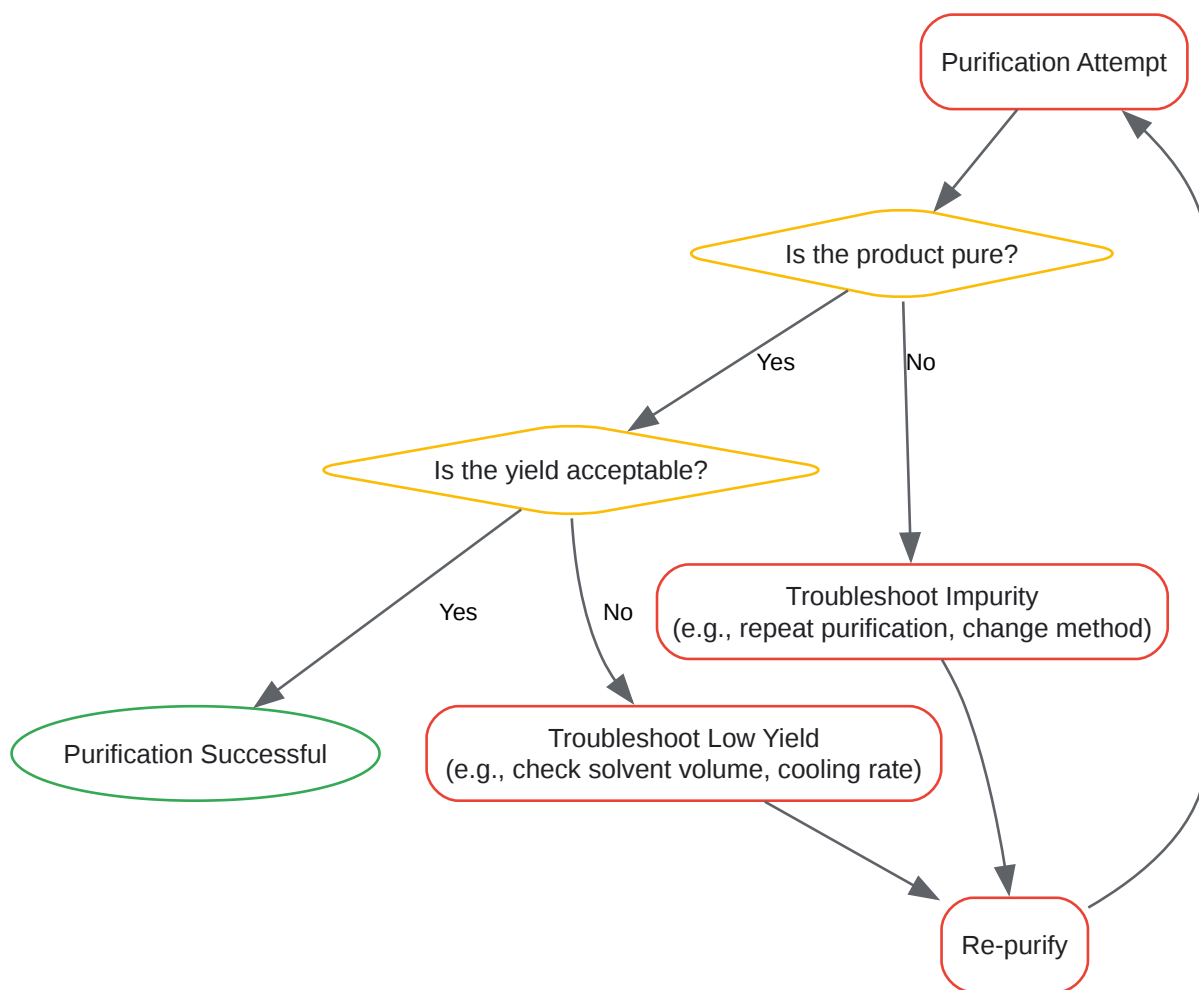 Purification Attempt
Is the product pure?
Yes
No
Is the yield acceptable?
Yes
No
Troubleshoot Impurity
(e.g., repeat purification, change method)
Purification Successful
Troubleshoot Low Yield
(e.g., check solvent volume, cooling rate)
Re-purify